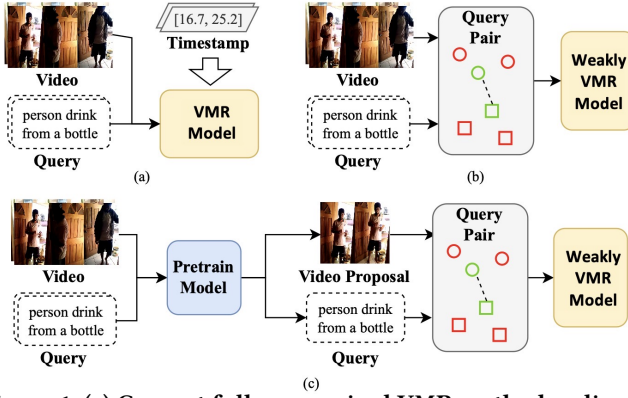 [16.7, 25.2]
Timestamp
Video
person drink
from a bottle
Query
VMR
Model
(a)
Query
Pair
Video
person drink
from a bottle
Query
Weakly
VMR
Model
(b)
Video
person drink
from a bottle
Query
Pretrain
Model
Video Proposal
person drink
from a bottle
Query
Query
Pair
Weakly
VMR
Model
(c)